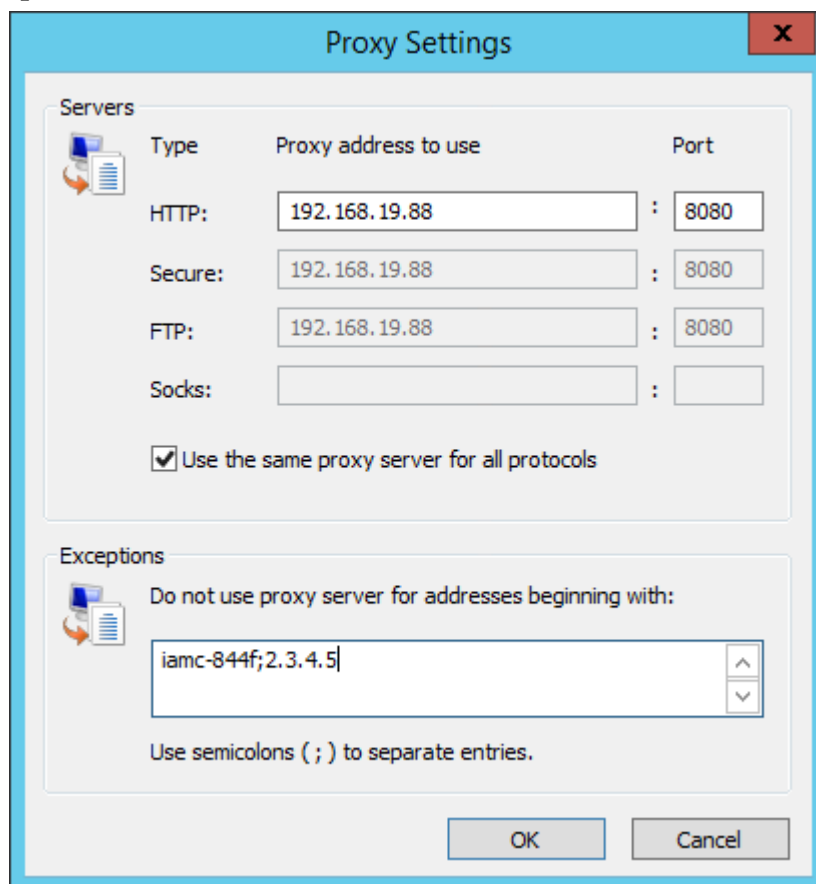 Proxy Settings
x
Servers
Type Proxy address to use Port
HTTP: 192.168.19.88 : 8080
Secure: 192.168.19.88 : 8080
FTP: 192.168.19.88 : 8080
Socks: :
Use the same proxy server for all protocols
Exceptions
Do not use proxy server for addresses beginning with:
iamc-844f;2.3.4.5
Use semicolons ( ; ) to separate entries.
OK Cancel